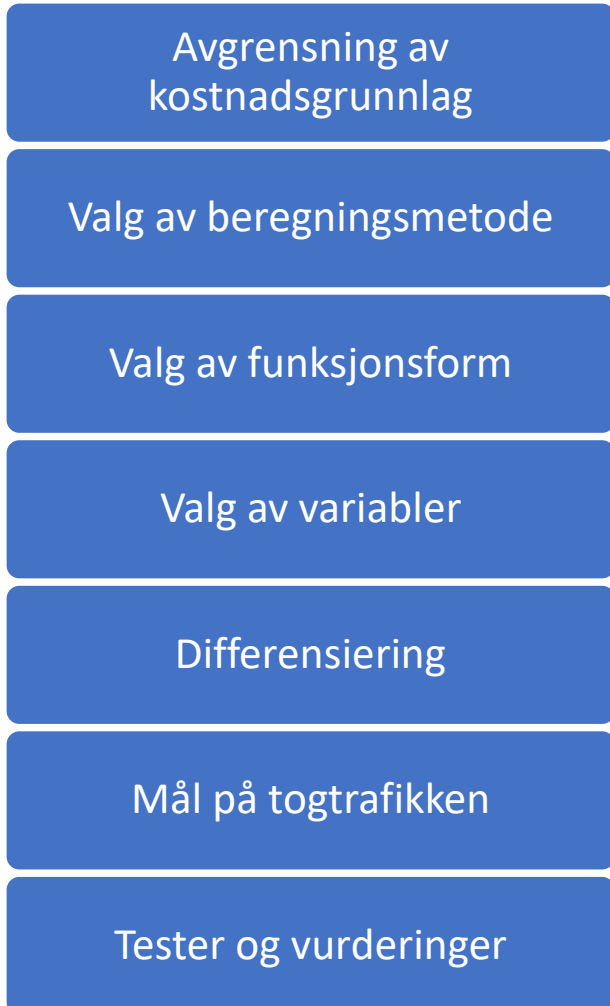 Avgrensning av
kostnadsgrunnlag
Valg av beregningsmetode
Valg av funksjonsform
Valg av variabler
Differensiering
Mål på togtrafikken
Tester og vurderinger